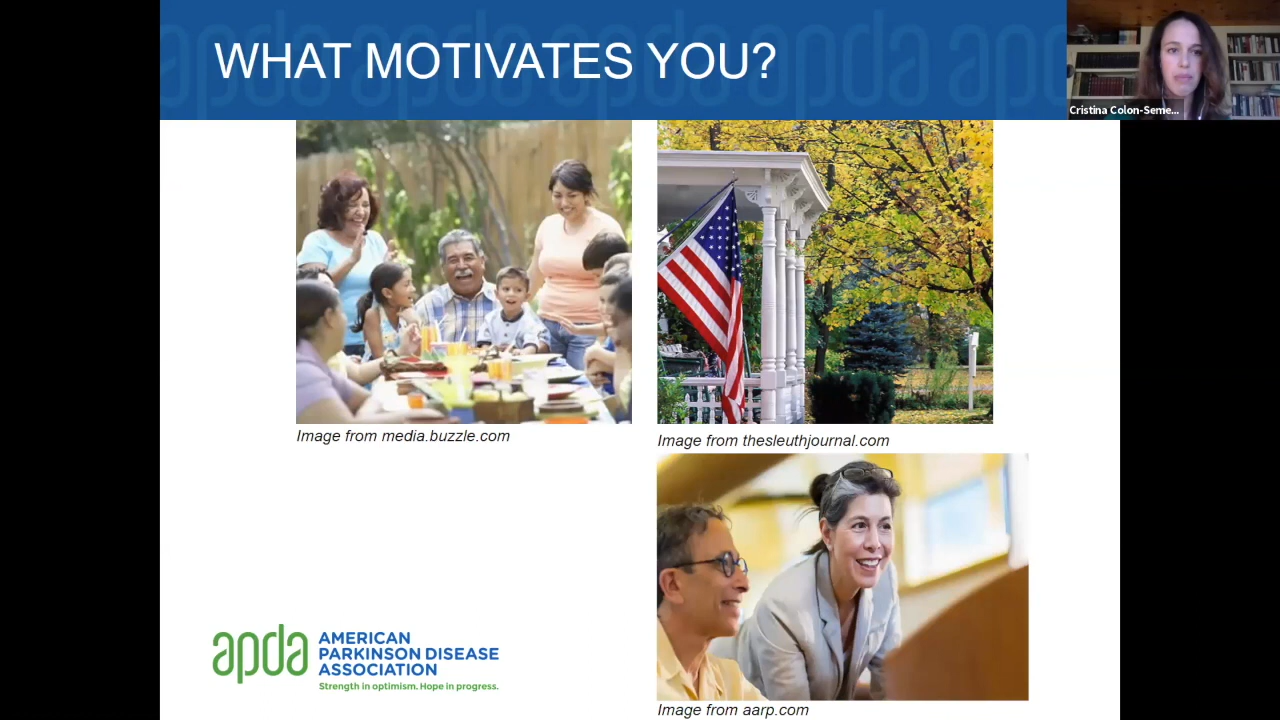 WHAT MOTIVATES YOU?
Cristina Colon-Seme...
Image from media.buzzle.com
Image from thesleuthjournal.com
apda AMERICAN
PARKINSON DISEASE
ASSOCIATION
Strength in optimism. Hope in progress.
Image from aarp.com